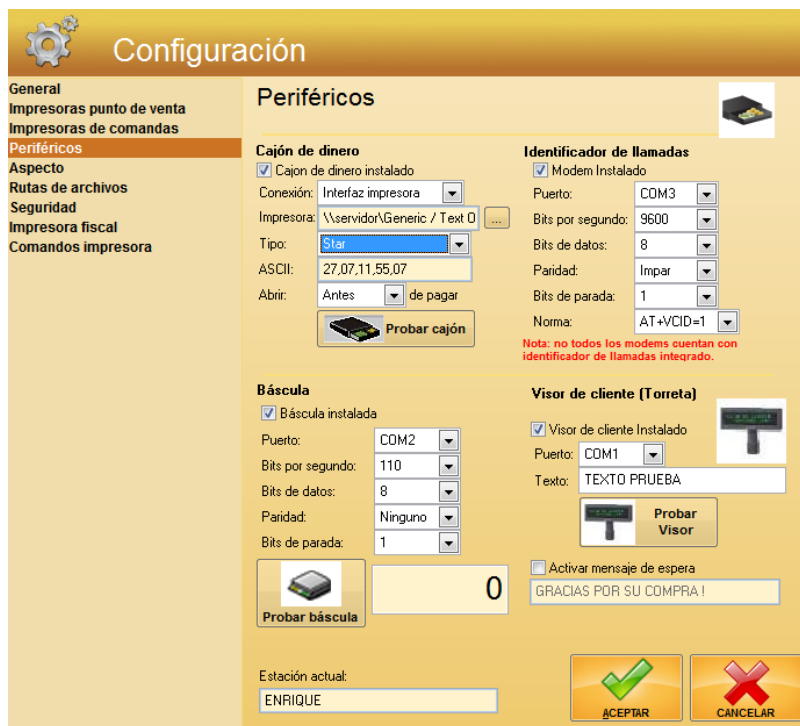 Configuración
General
Impresoras punto de venta
Impresoras de comandas
Periféricos
Aspecto
Rutas de archivos
Seguridad
Impresora fiscal
Comandos impresora
Periféricos
Cajón de dinero
Cajon de dinero instalado
Conexión: Interfaz impresora
Impresora: \\servidor\Generic / Text O ...
Tipo: Star
ASCII: 27,07,11,55,07
Abrir: Antes de pagar
Probar cajón
Identificador de llamadas
Modem Instalado
Puerto: COM3
Bits por segundo: 9600
Bits de datos: 8
Paridad: Impar
Bits de parada: 1
Norma: AT+VCID=1
Nota: no todos los modems cuentan con
identificador de llamadas integrado.
Báscula
Báscula instalada
Puerto: COM2
Bits por segundo: 110
Bits de datos: 8
Paridad: Ninguno
Bits de parada: 1
Probar báscula
0
Visor de cliente (Torreta)
Visor de cliente Instalado
Puerto: COM1
Texto: TEXTO PRUEBA
Probar
Visor
Activar mensaje de espera
GRACIAS POR SU COMPRA !
Estación actual:
ENRIQUE
ACEPTAR
CANCELAR